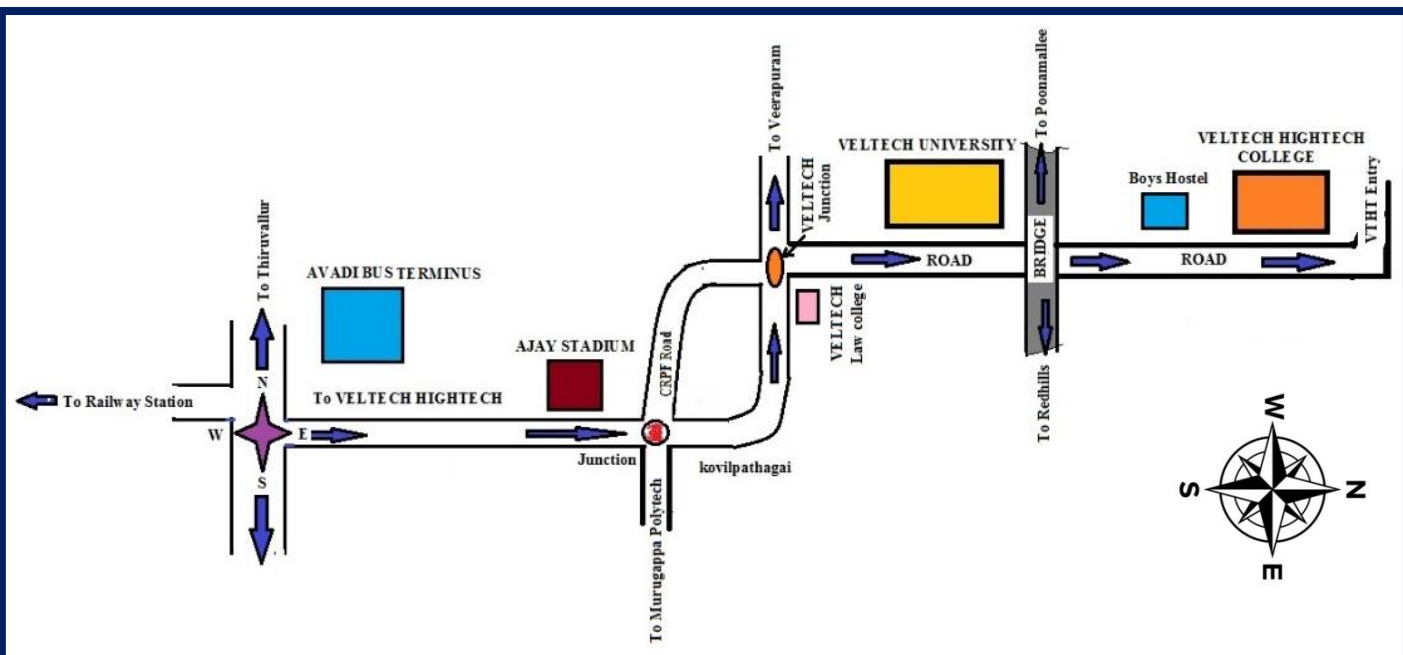 To Thiruvallur
AVADI BUS TERMINUS
To Railway Station
N
W
E
S
To VELTECH HIGHTECH
AJAY STADIUM
Junction
To Murugappa Polytech
CRPF Road
kovilpathagai
To Veerapuram
VELTECH
Junction
VELTECH
Law college
VELTECH UNIVERSITY
ROAD
To Poonamallee
BRIDGE
To Redhills
Boys Hostel
VELTECH HIGHTECH
COLLEGE
ROAD
VTHT Entry
W
S
N
E